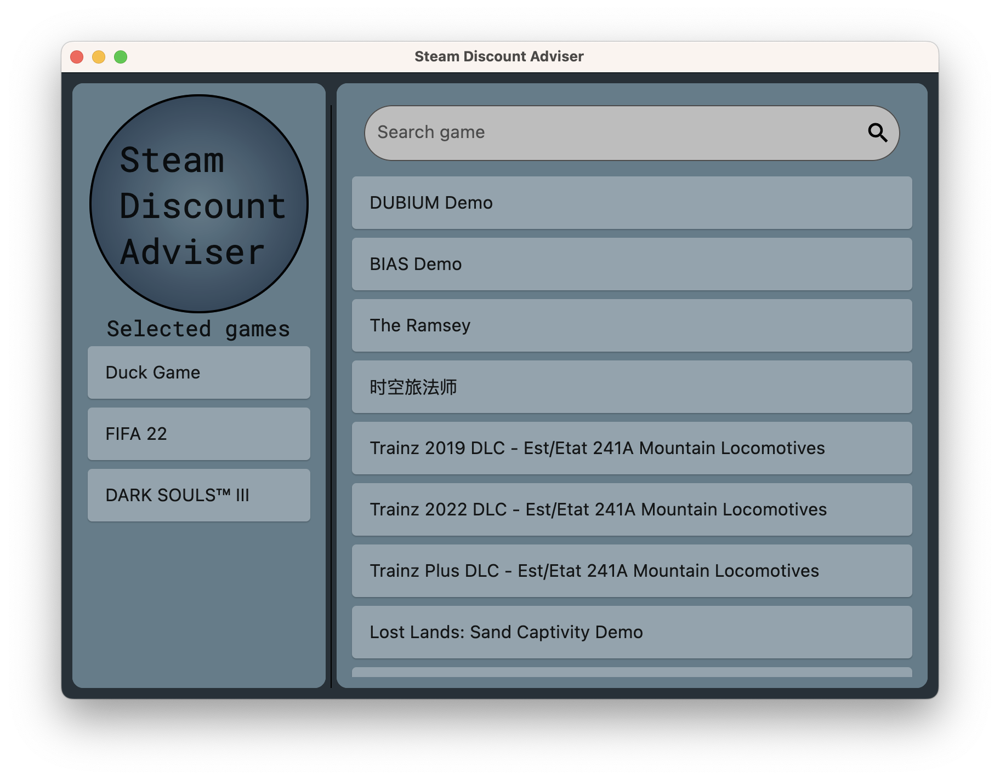 Steam Discount Adviser
Steam
Discount
Adviser
Selected games
Duck Game
FIFA 22
DARK SOULS™ III
Search game
DUBIUM Demo
BIAS Demo
The Ramsey
时空旅法师
Trainz 2019 DLC - Est/Etat 241A Mountain Locomotives
Trainz 2022 DLC - Est/Etat 241A Mountain Locomotives
Trainz Plus DLC - Est/Etat 241A Mountain Locomotives
Lost Lands: Sand Captivity Demo